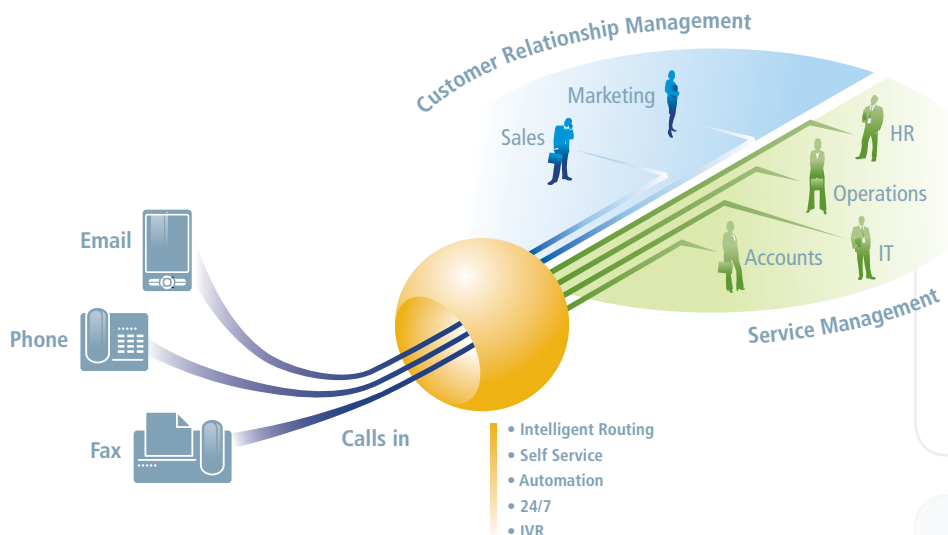 Customer Relationship Management
Marketing
Sales
HR
Operations
IT
Accounts
Service Management
Email
Phone
Fax
Calls in
• Intelligent Routing
• Self Service
• Automation
• 24/7
• IVR